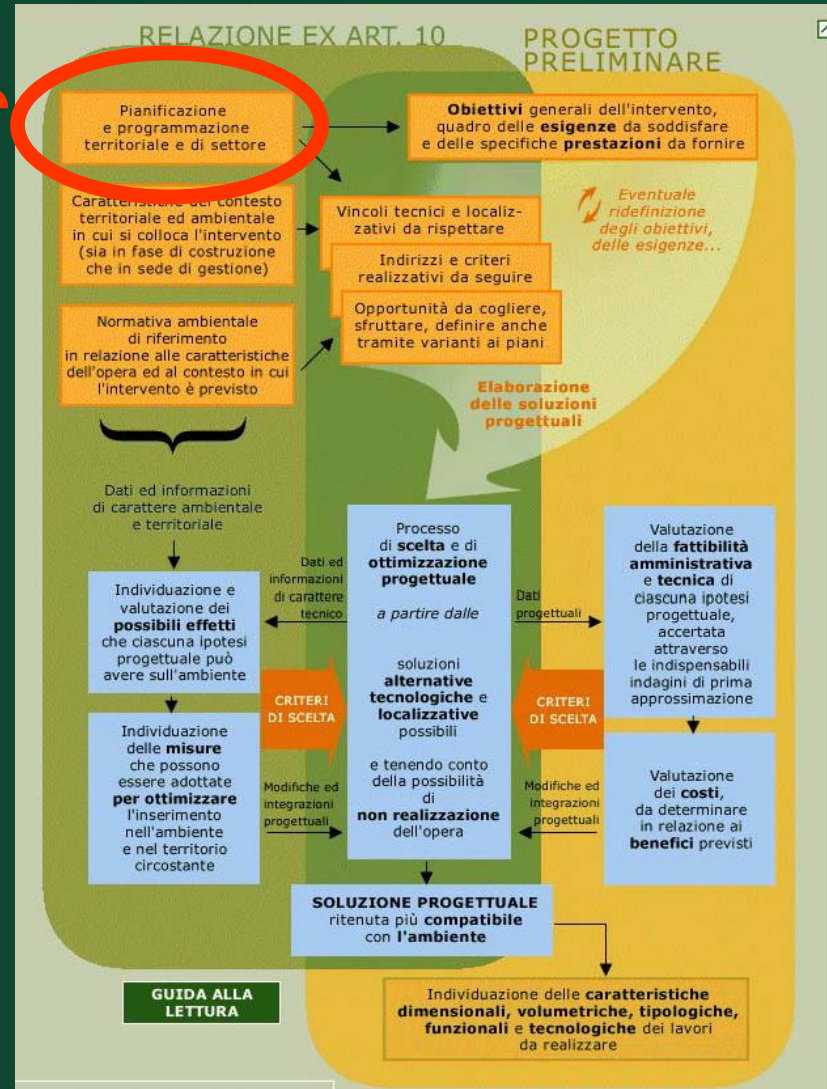 RELAZIONE EX ART. 10
PROGETTO
PRELIMINARE
Pianificazione
e programmazione
territoriale e di settore
Obiettivi generali dell'intervento,
quadro delle esigenze da soddisfare
e delle specifiche prestazioni da fornire
Caratteristiche del contesto
territoriale ed ambientale
in cui si colloca l'intervento
(sia in fase di costruzione
che in sede di gestione)
Vincoli tecnici e localiz-
zativi da rispettare
Indirizzi e criteri
realizzativi da seguire
Opportunità da cogliere,
sfruttare, definire anche
tramite varianti ai piani
Eventuale
ridefinizione
degli obiettivi,
delle esigenze...
Normativa ambientale
di riferimento
in relazione alle caratteristiche
dell'opera ed al contesto in cui
l'intervento è previsto
Elaborazione
delle soluzioni
progettuali
Dati ed informazioni
di carattere ambientale
e territoriale
Individuazione e
valutazione dei
possibili effetti
che ciascuna ipotesi
progettuale può
avere sull'ambiente
Individuazione
delle misure
che possono
essere adottate
per ottimizzare
l'inserimento
nell'ambiente
e nel territorio
circostante
Dati ed
informazioni
di carattere
tecnico
CRITERI
DI SCELTA
Modifiche ed
integrazioni
progettuali
Processo
di scelta e di
ottimizzazione
progettuale
a partire dalle
soluzioni
alternative
tecnologiche e
localizzative
possibili
e tenendo conto
della possibilità
di
non realizzazione
dell'opera
Dati
progettuali
CRITERI
DI SCELTA
Modifiche ed
integrazioni
progettuali
Valutazione
della fattibilità
amministrativa
e tecnica di
ciascuna ipotesi
progettuale,
accertata
attraverso
le indispensabili
indagini di prima
approssimazione
Valutazione
dei costi,
da determinare
in relazione ai
benefici previsti
SOLUZIONE PROGETTUALE
ritenuta più compatibile
con l'ambiente
GUIDA ALLA
LETTURA
Individuazione delle caratteristiche
dimensionali, volumetriche, tipologiche,
funzionali e tecnologiche dei lavori
da realizzare